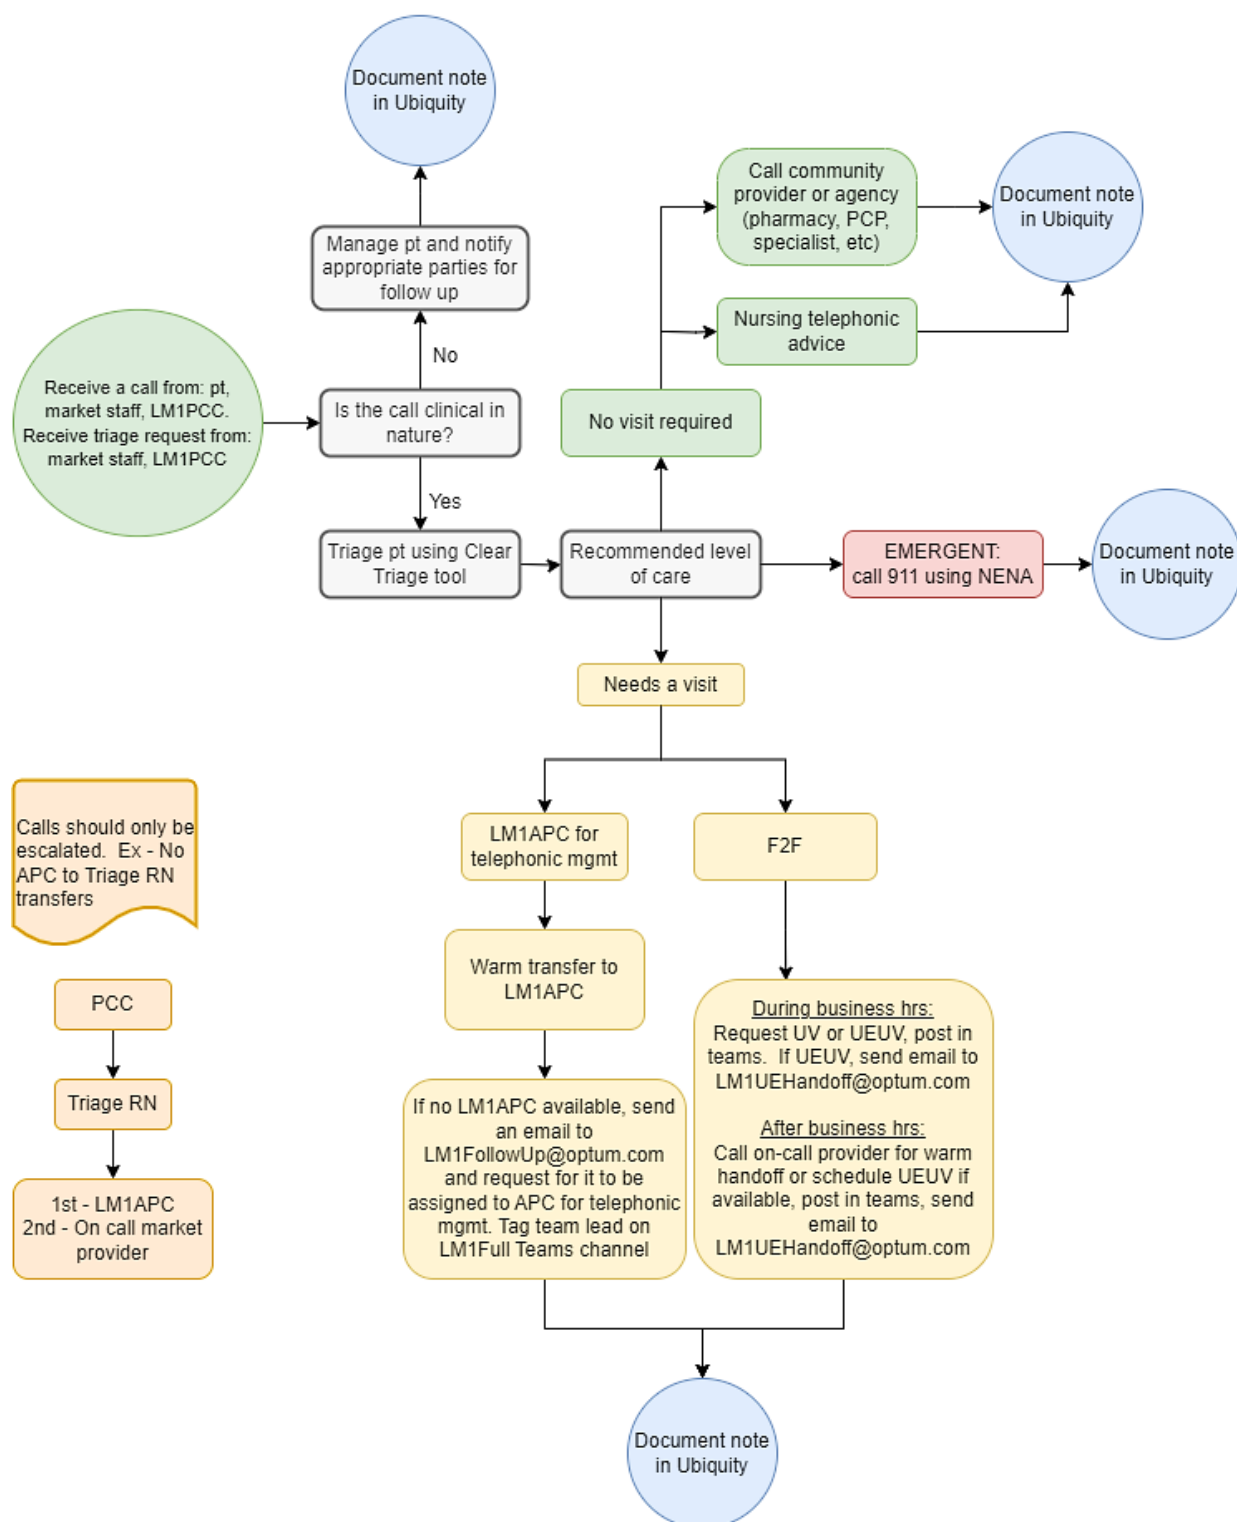 Document note
in Ubiquity
Manage pt and notify
appropriate parties for
follow up
No
Receive a call from: pt,
market staff, LM1PCC.
Receive triage request from:
market staff, LM1PCC
Is the call clinical in
nature?
Yes
Triage pt using Clear
Triage tool
Recommended level
of care
No visit required
Call community
provider or agency
(pharmacy, PCP,
specialist, etc)
Nursing telephonic
advice
Document note
in Ubiquity
EMERGENT:
call 911 using NENA
Document note
in Ubiquity
Needs a visit
LM1APC for
telephonic mgmt
Warm transfer to
LM1APC
If no LM1APC available, send
an email to
LM1FollowUp@optum.com
and request for it to be
assigned to APC for telephonic
mgmt. Tag team lead on
LM1Full Teams channel
F2F
During business hrs:
Request UV or UEUV, post in
teams.  If UEUV, send email to
LM1UEHandoff@optum.com
After business hrs:
Call on-call provider for warm
handoff or schedule UEUV if
available, post in teams, send
email to
LM1UEHandoff@optum.com
Document note
in Ubiquity
Calls should only be
escalated.  Ex - No
APC to Triage RN
transfers
PCC
Triage RN
1st - LM1APC
2nd - On call market
provider